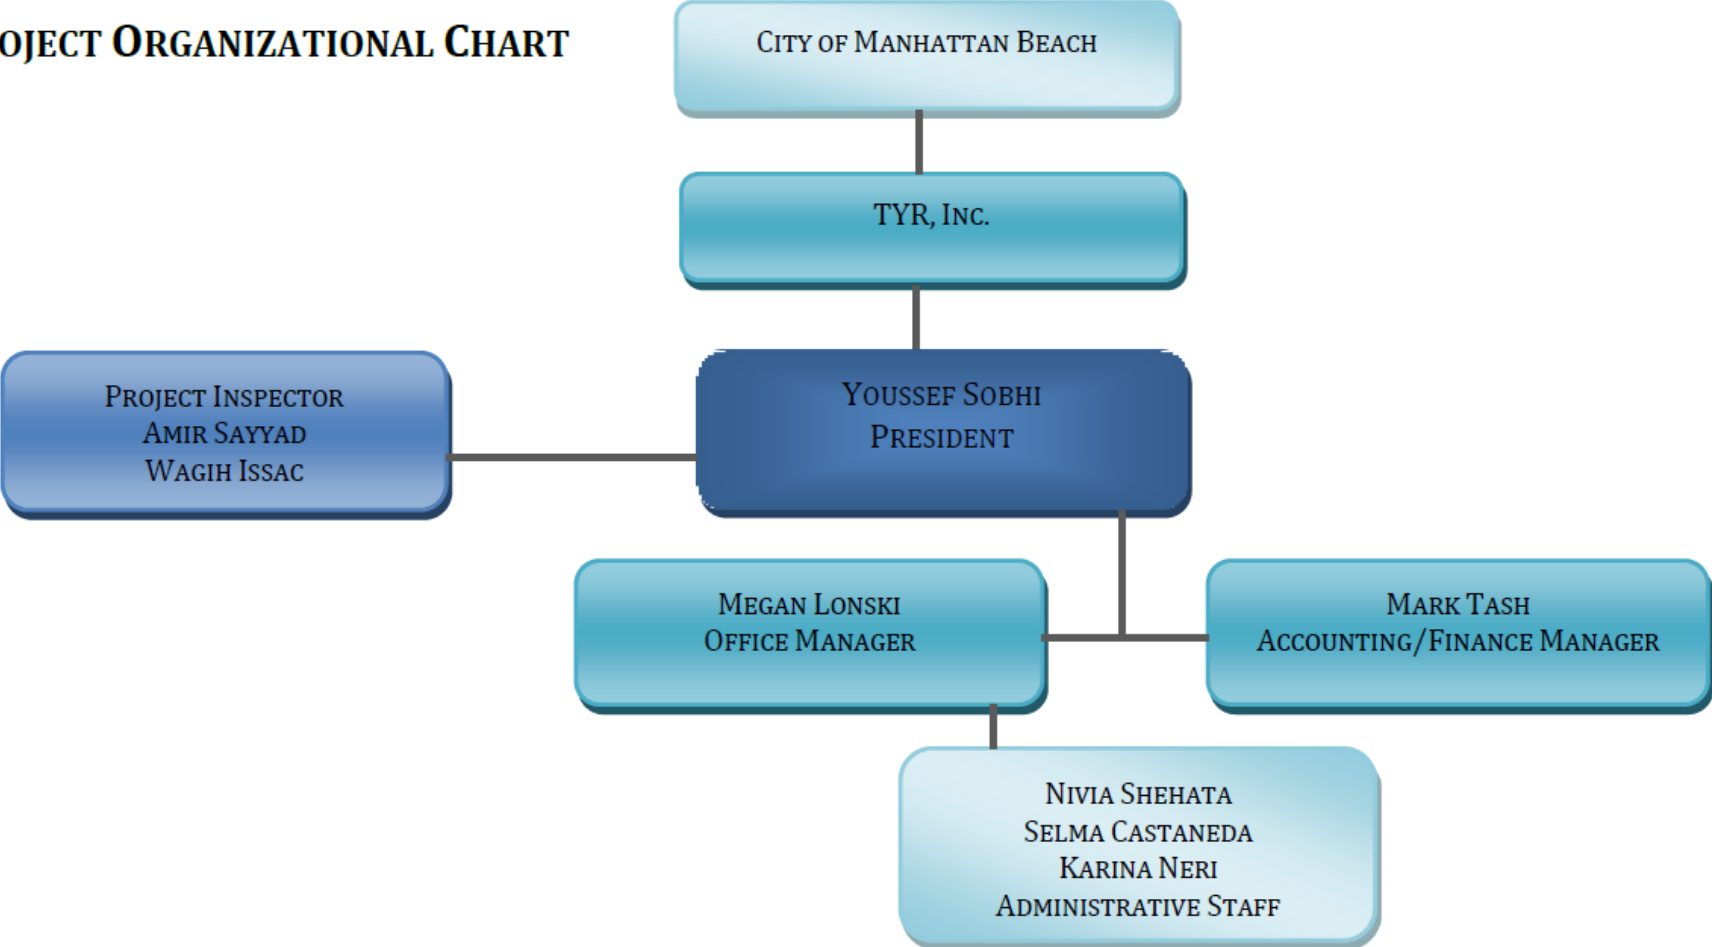 OJECT ORGANIZATIONAL CHART
CITY OF MANHATTAN BEACH
TYR, INC.
PROJECT INSPECTOR
AMIR SAYYAD
WAGIH ISSAC
YOUSSEF SOBHI
PRESIDENT
MEGAN LONSKI
OFFICE MANAGER
MARK TASH
ACCOUNTING/FINANCE MANAGER
NIVIA SHEHATA
SELMA CASTANEDA
KARINA NERI
ADMINISTRATIVE STAFF